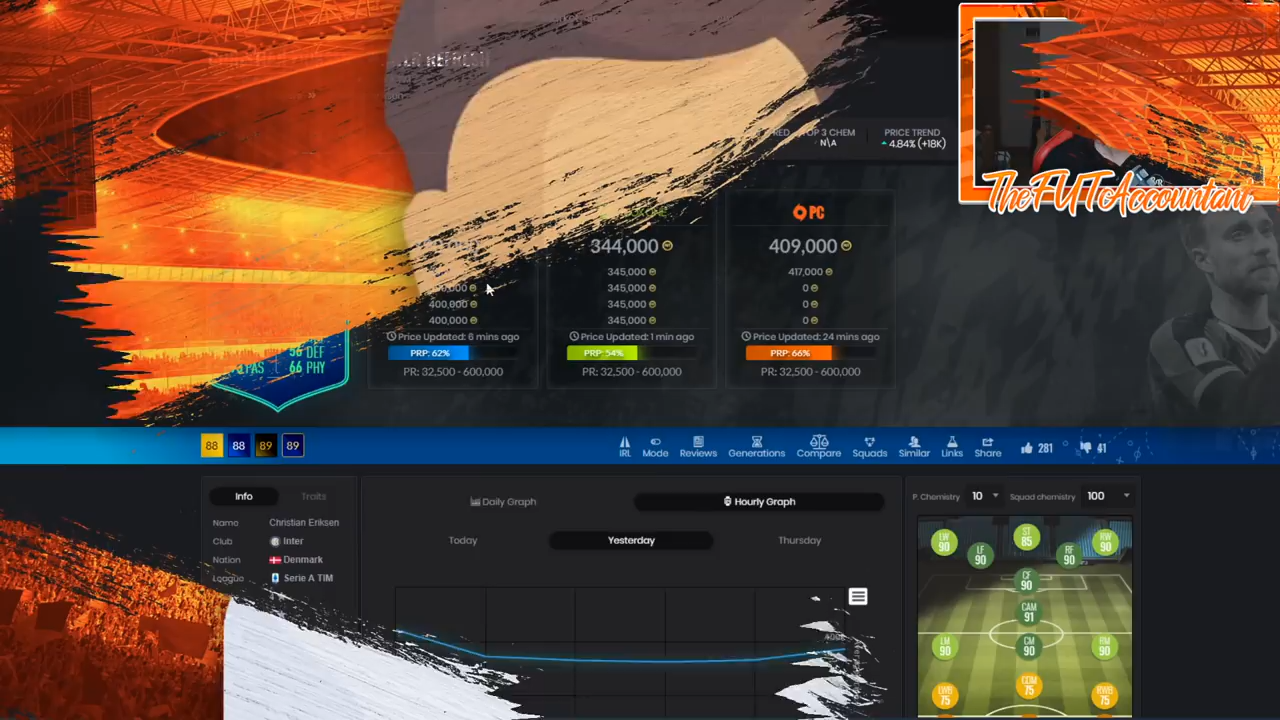 TOP 3 CHEM
N\A
PRICE TREND
4.84% (+18K)
TheFUTAccountant
PC
344,000
409,000
345,000
417,000
345,000
0
400,000
345,000
0
400,000
345,000
0
Price Updated: 6 mins ago
Price Updated: 1 min ago
Price Updated: 24 mins ago
PRP: 62%
PRP: 54%
PRP: 66%
PR: 32,500 - 600,000
PR: 32,500 - 600,000
PR: 32,500 - 600,000
56 DEF
PAS
66 PHY
88
88
89
89
IRL
Mode
Reviews
Generations
Compare
Squads
Similar
Links
Share
281
41
Info
Traits
Daily Graph
Hourly Graph
P. Chemistry
10
Squad chemistry
100
Name
Christian Eriksen
Club
Inter
Nation
Denmark
League
Serie A TIM
Today
Yesterday
Thursday
LW
90
ST
85
RW
90
LF
90
RF
90
CF
90
CAM
91
LM
90
CM
90
RM
90
LWB
75
CDM
75
RWB
75